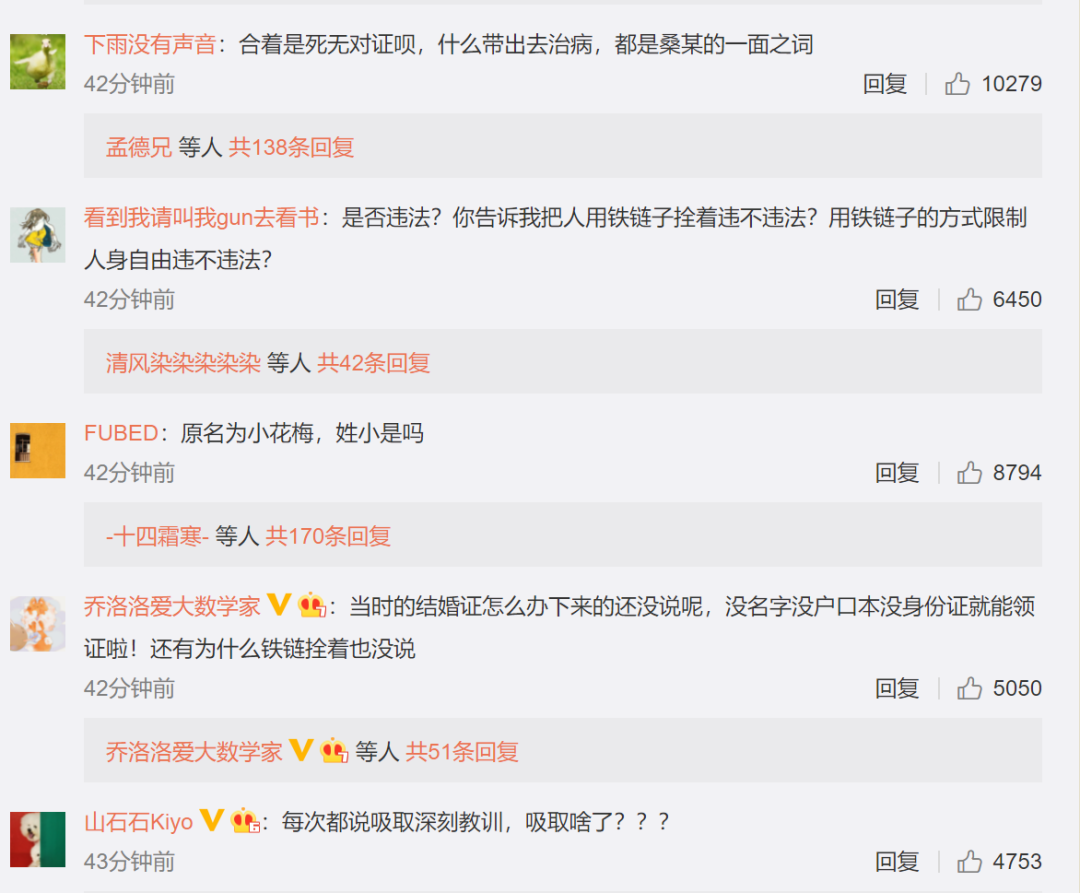 下雨没有声音：合着是死无对证呗，什么带出去治病，都是桑某的一面之词
42分钟前
回复 10279
孟德兄 等人 共138条回复
看到我请叫我gun去看书：是否违法？你告诉我把人用铁链子拴着违不违法？用铁链子的方式限制
人身自由违不违法？
42分钟前
回复 6450
清风染染染染染 等人 共42条回复
FUBED：原名为小花梅，姓小是吗
42分钟前
回复 8794
-十四霜寒- 等人 共170条回复
乔洛洛爱大数学家：当时的结婚证怎么办下来的还没说呢，没名字没户口本没身份证就能领
证啦！还有为什么铁链拴着也没说
42分钟前
回复 5050
乔洛洛爱大数学家 等人 共51条回复
山石石Kiyo：每次都说吸取深刻教训，吸取啥了？？？
43分钟前
回复 4753